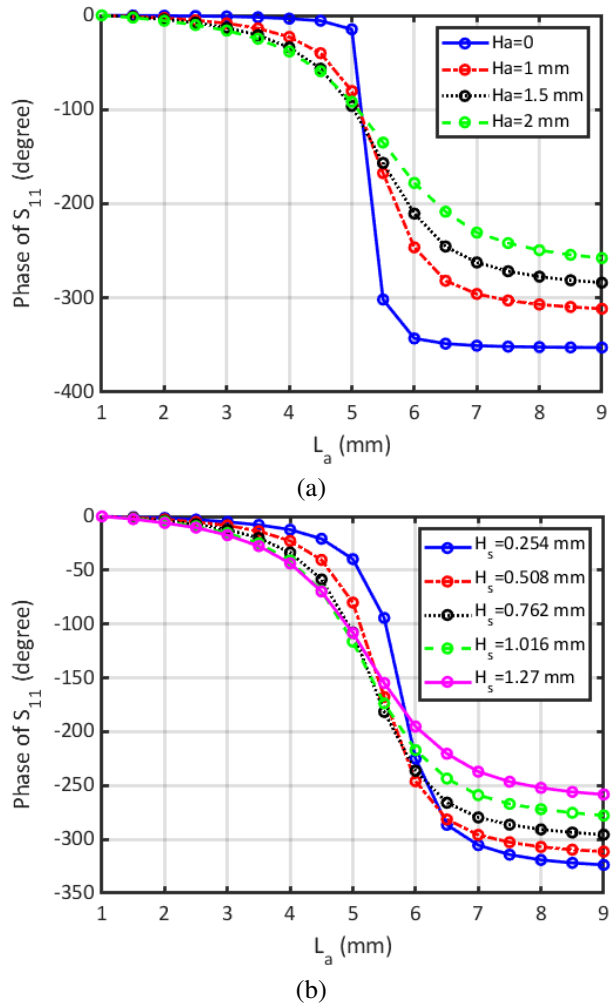 0
-100
-200
-300
-400
Phase of S11 (degree)
Ha=0
Ha=1 mm
Ha=1.5 mm
Ha=2 mm
1 2 3 4 5 6 7 8 9
La (mm)
(a)
0
-50
-100
-150
-200
-250
-300
-350
Phase of S11 (degree)
Hs=0.254 mm
Hs=0.508 mm
Hs=0.762 mm
Hs=1.016 mm
Hs=1.27 mm
1 2 3 4 5 6 7 8 9
La (mm)
(b)